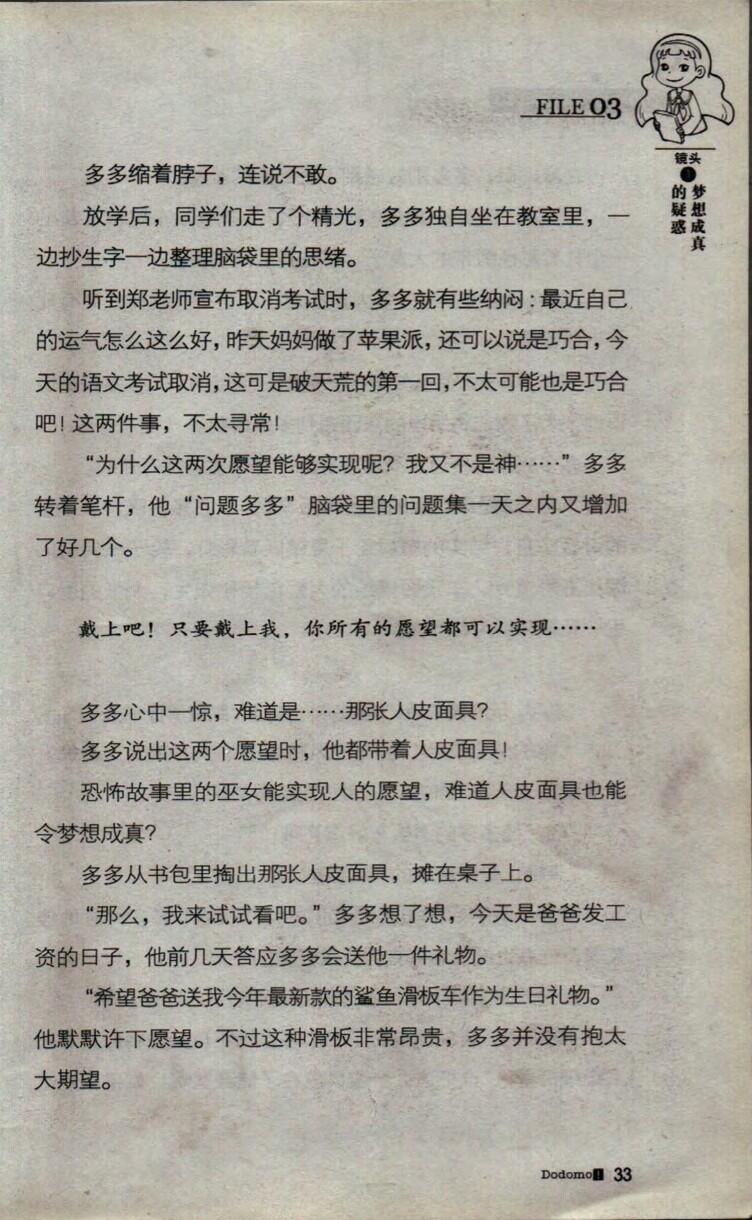 FILE 03
镜头
梦想成真
的疑惑
多多缩着脖子，连说不敢。
放学后，同学们走了个精光，多多独自坐在教室里，一
边抄生字一边整理脑袋里的思绪。
听到郑老师宣布取消考试时，多多就有些纳闷：最近自己
的运气怎么这么好，昨天妈妈做了苹果派，还可以说是巧合，今
天的语文考试取消，这可是破天荒的第一回，不太可能也是巧合
吧！这两件事，不太寻常！
“为什么这两次愿望能够实现呢？我又不是神……”多多
转着笔杆，他“问题多多”脑袋里的问题集一天之内又增加
了好几个。
戴上吧！只要戴上我，你所有的愿望都可以实现……
多多心中一惊，难道是……那张人皮面具？
多多说出这两个愿望时，他都带着人皮面具！
恐怖故事里的巫女能实现人的愿望，难道人皮面具也能
令梦想成真？
多多从书包里掏出那张人皮面具，摊在桌子上。
“那么，我来试试看吧。”多多想了想，今天是爸爸发工
资的日子，他前几天答应多多会送他一件礼物。
“希望爸爸送我今年最新款的鲨鱼滑板车作为生日礼物。”
他默默许下愿望。不过这种滑板非常昂贵，多多并没有抱太
大期望。
Dodomo! 33